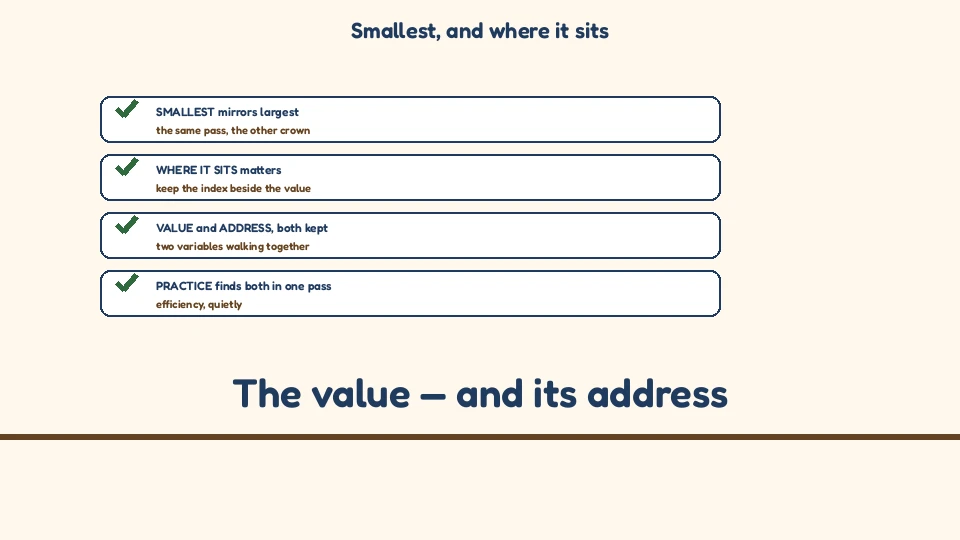 Smallest, and where it sits
SMALLEST mirrors largest
the same pass, the other crown
WHERE IT SITS matters
keep the index beside the value
VALUE and ADDRESS, both kept
two variables walking together
PRACTICE finds both in one pass
efficiency, quietly
The value — and its address